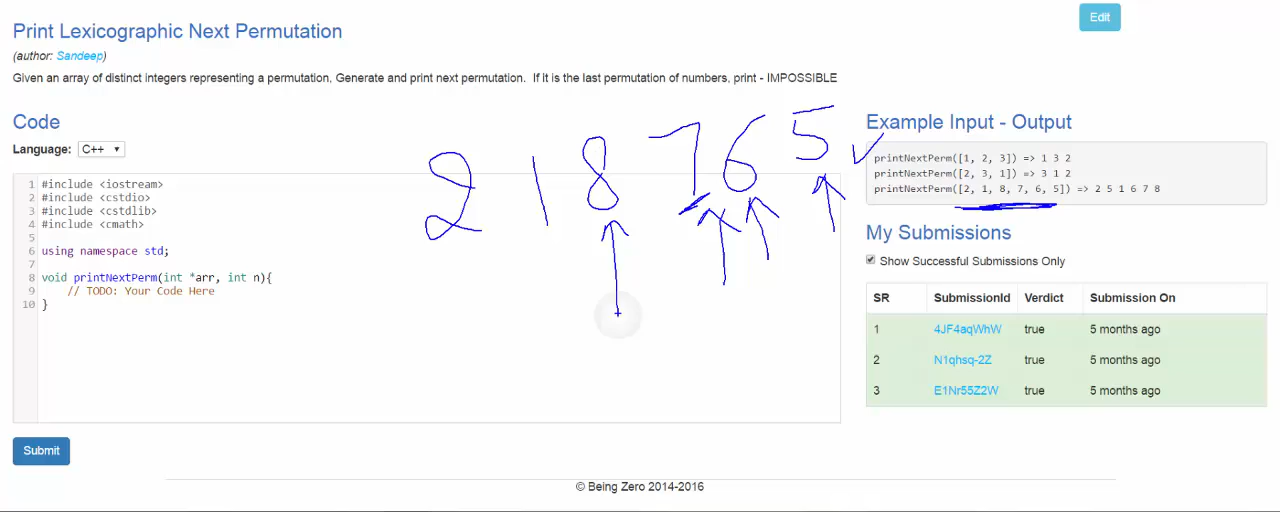 Edit
Print Lexicographic Next Permutation
(author: Sandeep)
Given an array of distinct integers representing a permutation, Generate and print next permutation. If it is the last permutation of numbers, print - IMPOSSIBLE
Code
Language: C++
1 #include <iostream>
2 #include <cstdio>
3 #include <cstdlib>
4 #include <cmath>
5
6 using namespace std;
7
8 void printNextPerm(int *arr, int n){
9 // TODO: Your Code Here
10 }
2 1 8 7 6 5
Submit
Example Input - Output
printNextPerm([1, 2, 3]) => 1 3 2
printNextPerm([2, 3, 1]) => 3 1 2
printNextPerm([2, 1, 8, 7, 6, 5]) => 2 5 1 6 7 8
My Submissions
Show Successful Submissions Only
SR SubmissionId Verdict Submission On
1 4JF4aqWhW true 5 months ago
2 N1qhsq-2Z true 5 months ago
3 E1Nr55Z2W true 5 months ago
© Being Zero 2014-2016